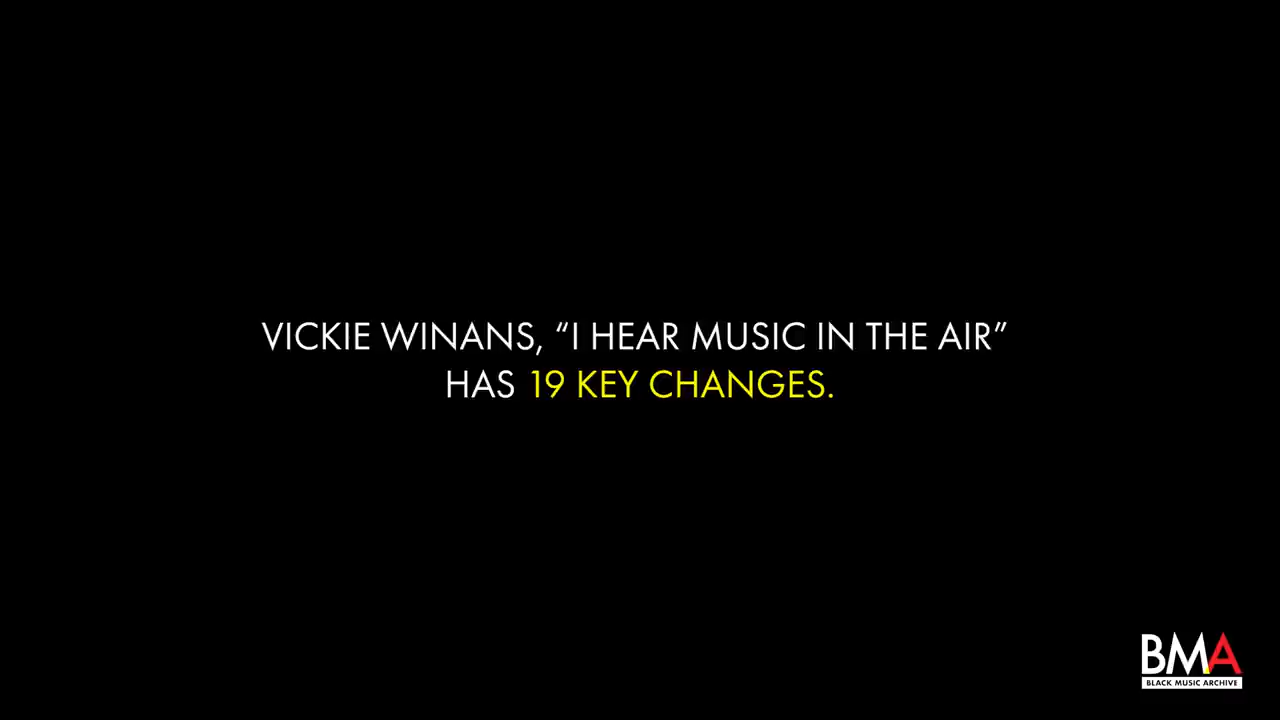 VICKIE WINANS, “I HEAR MUSIC IN THE AIR”
HAS 19 KEY CHANGES.
BMA
BLACK MUSIC ARCHIVE